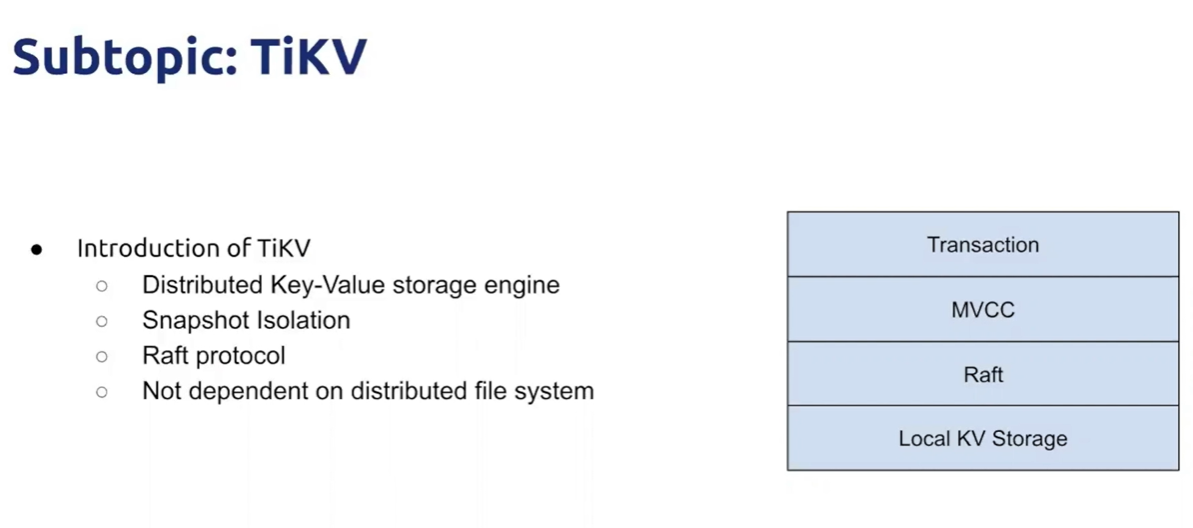 Subtopic: TiKV
● Introduction of TiKV
○ Distributed Key-Value storage engine
○ Snapshot Isolation
○ Raft protocol
○ Not dependent on distributed file system
Transaction
MVCC
Raft
Local KV Storage